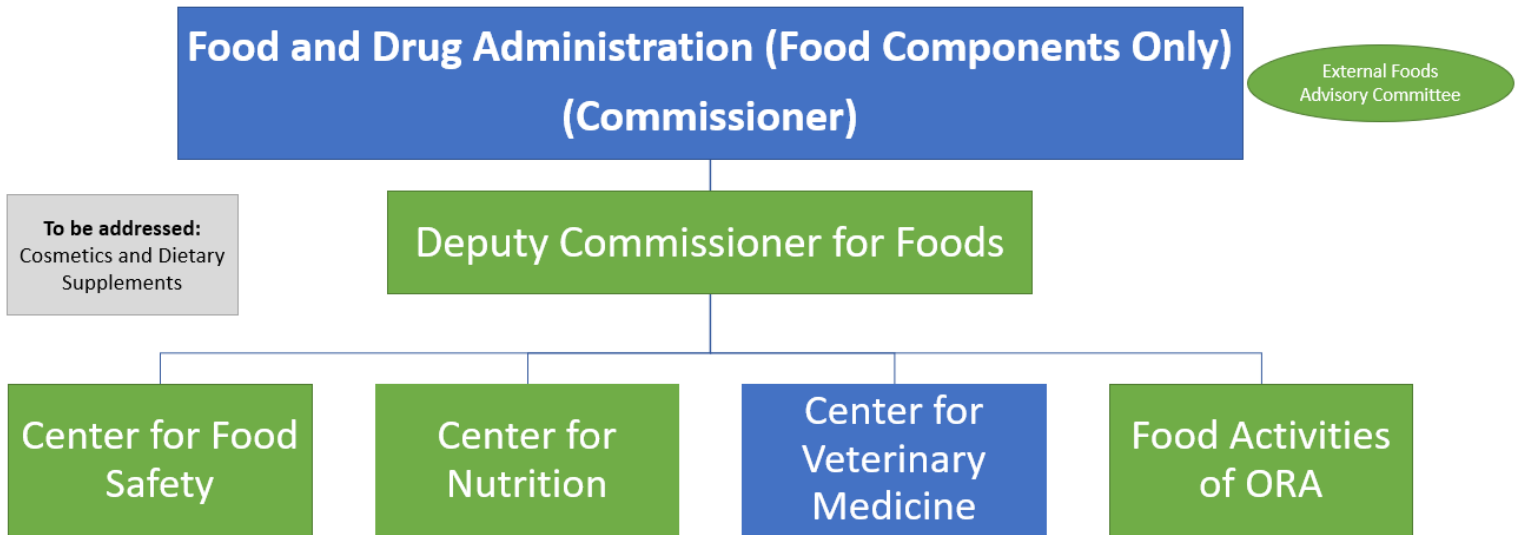 Food and Drug Administration (Food Components Only)
(Commissioner)
External Foods
Advisory Committee
To be addressed:
Cosmetics and Dietary
Supplements
Deputy Commissioner for Foods
Center for Food
Safety
Center for
Nutrition
Center for
Veterinary
Medicine
Food Activities
of ORA